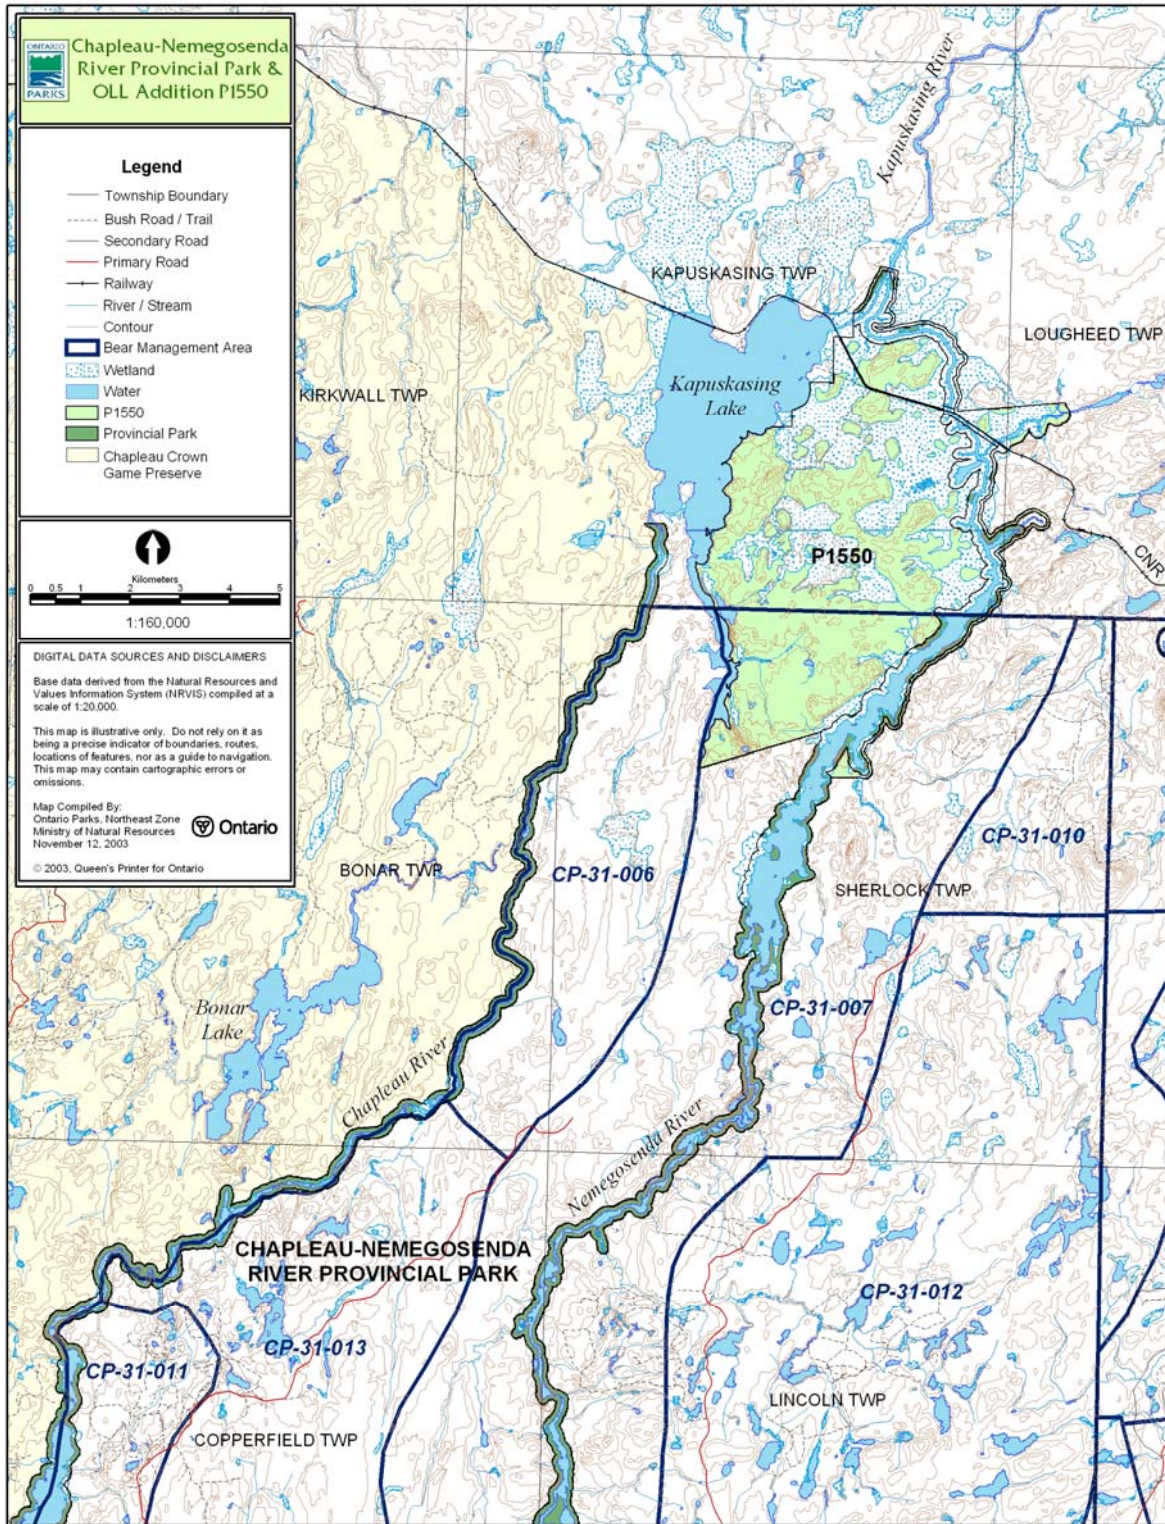 ONTARIO
PARKS
Chapleau-Nemegosenda
River Provincial Park &
OLL Addition P1550
Legend
Township Boundary
Bush Road / Trail
Secondary Road
Primary Road
Railway
River / Stream
Contour
Bear Management Area
Wetland
Water
P1550
Provincial Park
Chapleau Crown
Game Preserve
Kilometers
0 0.5 1 2 3 4 5
1:160,000
DIGITAL DATA SOURCES AND DISCLAIMERS
Base data derived from the Natural Resources and
Values Information System (NRVIS) compiled at a
scale of 1:20,000.
This map is illustrative only. Do not rely on it as
being a precise indicator of boundaries, routes,
locations of features, nor as a guide to navigation.
This map may contain cartographic errors or
omissions.
Map Compiled By:
Ontario Parks, Northeast Zone
Ministry of Natural Resources
November 12, 2003
Ontario
© 2003, Queen's Printer for Ontario
Kapuskasing River
KAPUSKASING TWP
LOUGHEED TWP
KIRKWALL TWP
Kapuskasing
Lake
P1550
CNR
CP-31-010
CP-31-006
BONAR TWP
SHERLOCK TWP
Bonar
Lake
CP-31-007
Chapleau River
Nemegosenda River
CHAPLEAU-NEMEGOSENDA
RIVER PROVINCIAL PARK
CP-31-012
CP-31-013
CP-31-011
LINCOLN TWP
COPPERFIELD TWP